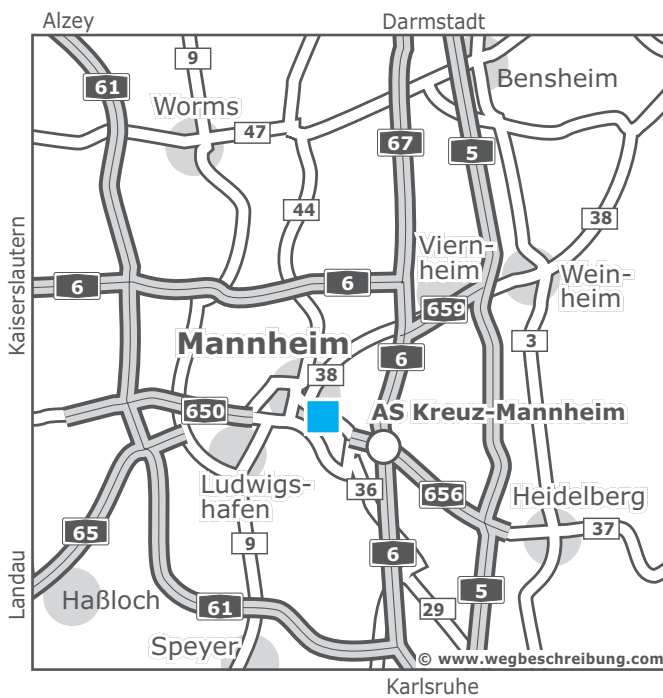 Alzey
Darmstadt
9
61
Bensheim
Worms
47
67
5
44
38
Kaiserslautern
Viern-
heim
Wein-
heim
6
6
659
3
Mannheim
6
38
650
AS Kreuz-Mannheim
Ludwigs-
hafen
36
656
Heidelberg
65
9
6
37
Landau
Haßloch
61
5
29
Speyer
© www.wegbeschreibung.com
Karlsruhe